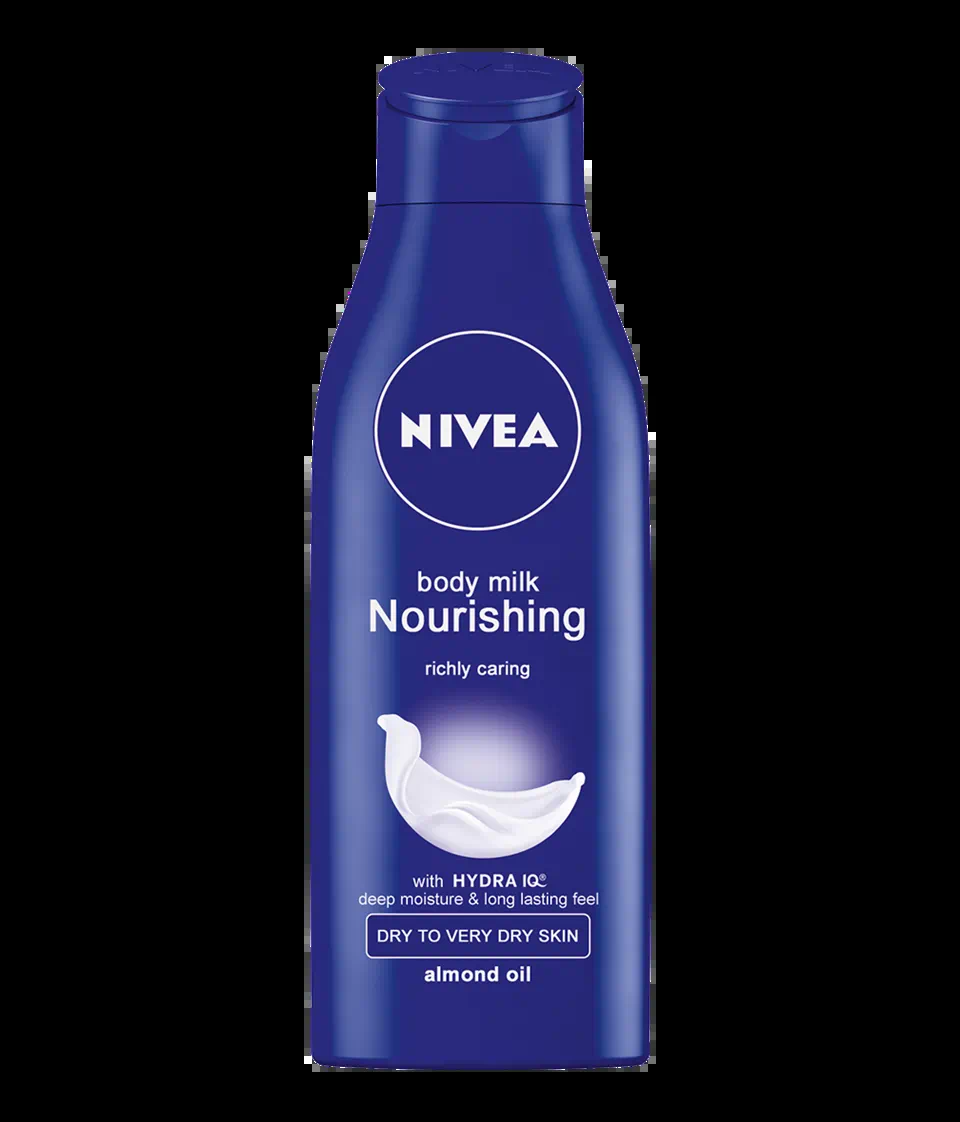 NIVEA
body milk
Nourishing
richly caring
with HYDRA IQ®
deep moisture & long lasting feel
DRY TO VERY DRY SKIN
almond oil